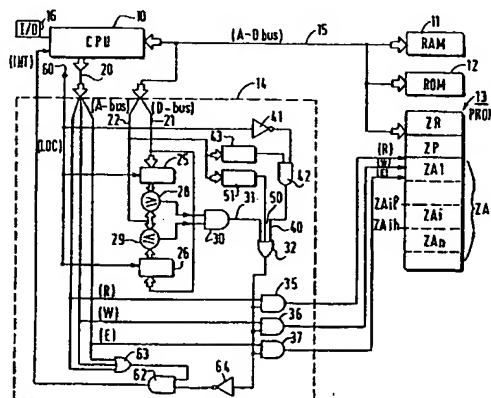 16
10
I/O
CPU
(A-D bus)
15
11
RAM
12
ROM
(INT)
60
20
13
PROM
(A-bus)
(D-bus)
14
22
21
41
ZR
(LOC)
43
(R)
ZP
25
42
(W)
ZA1
51
(E)
28
50
≤
30
31
40
ZA
ZAip
ZAi
29
32
ZAih
≤
ZAn
26
(R)
35
(W)
36
(E)
37
63
62
64